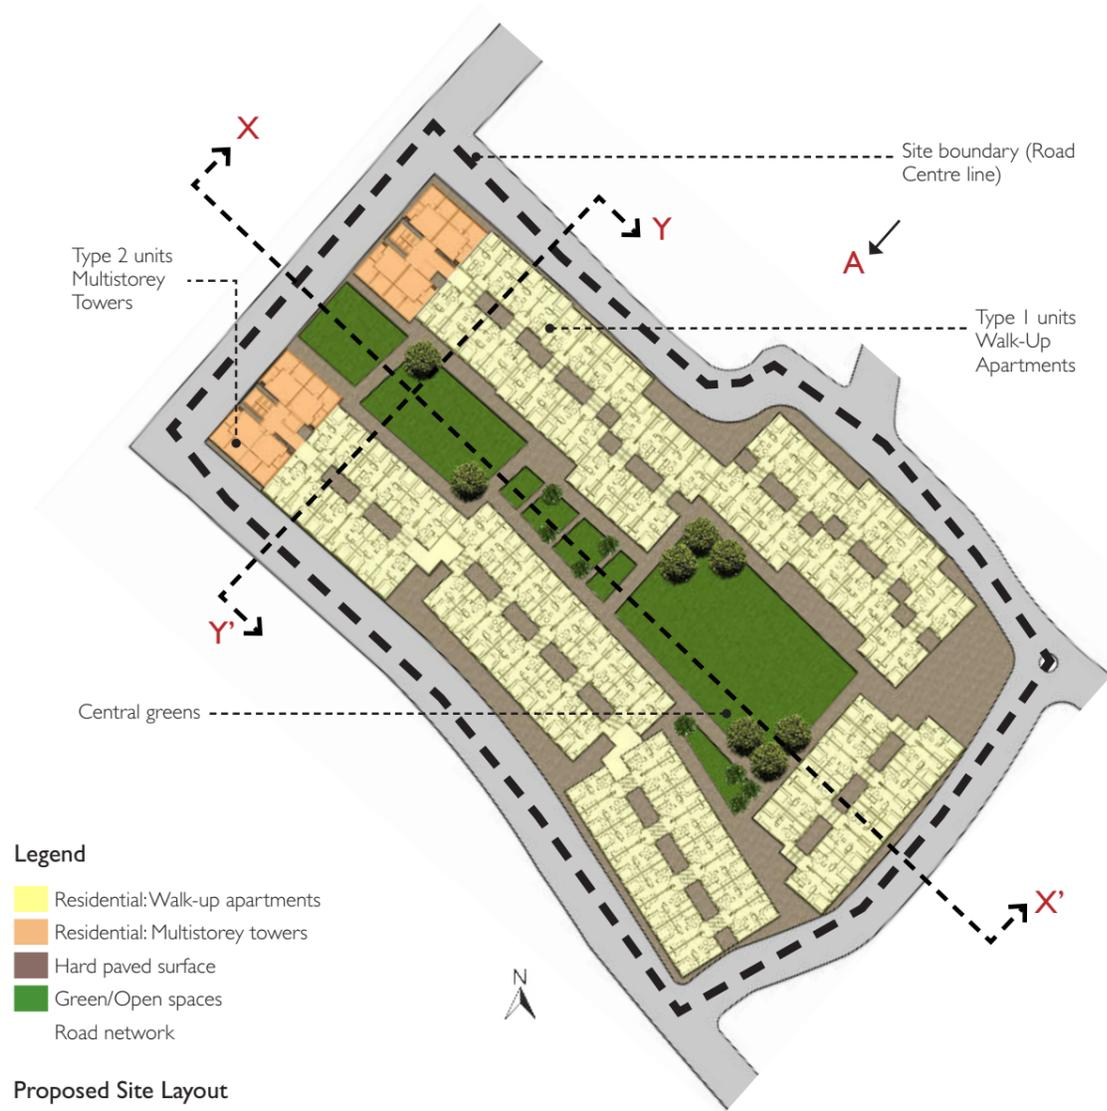 X
Site boundary (Road
Centre line)
Y
A
Type 2 units
Multistorey
Towers
Type 1 units
Walk-Up
Apartments
Y’
Central greens
Legend
Residential: Walk-up apartments
Residential: Multistorey towers
Hard paved surface
Green/Open spaces
Road network
X’
N
Proposed Site Layout